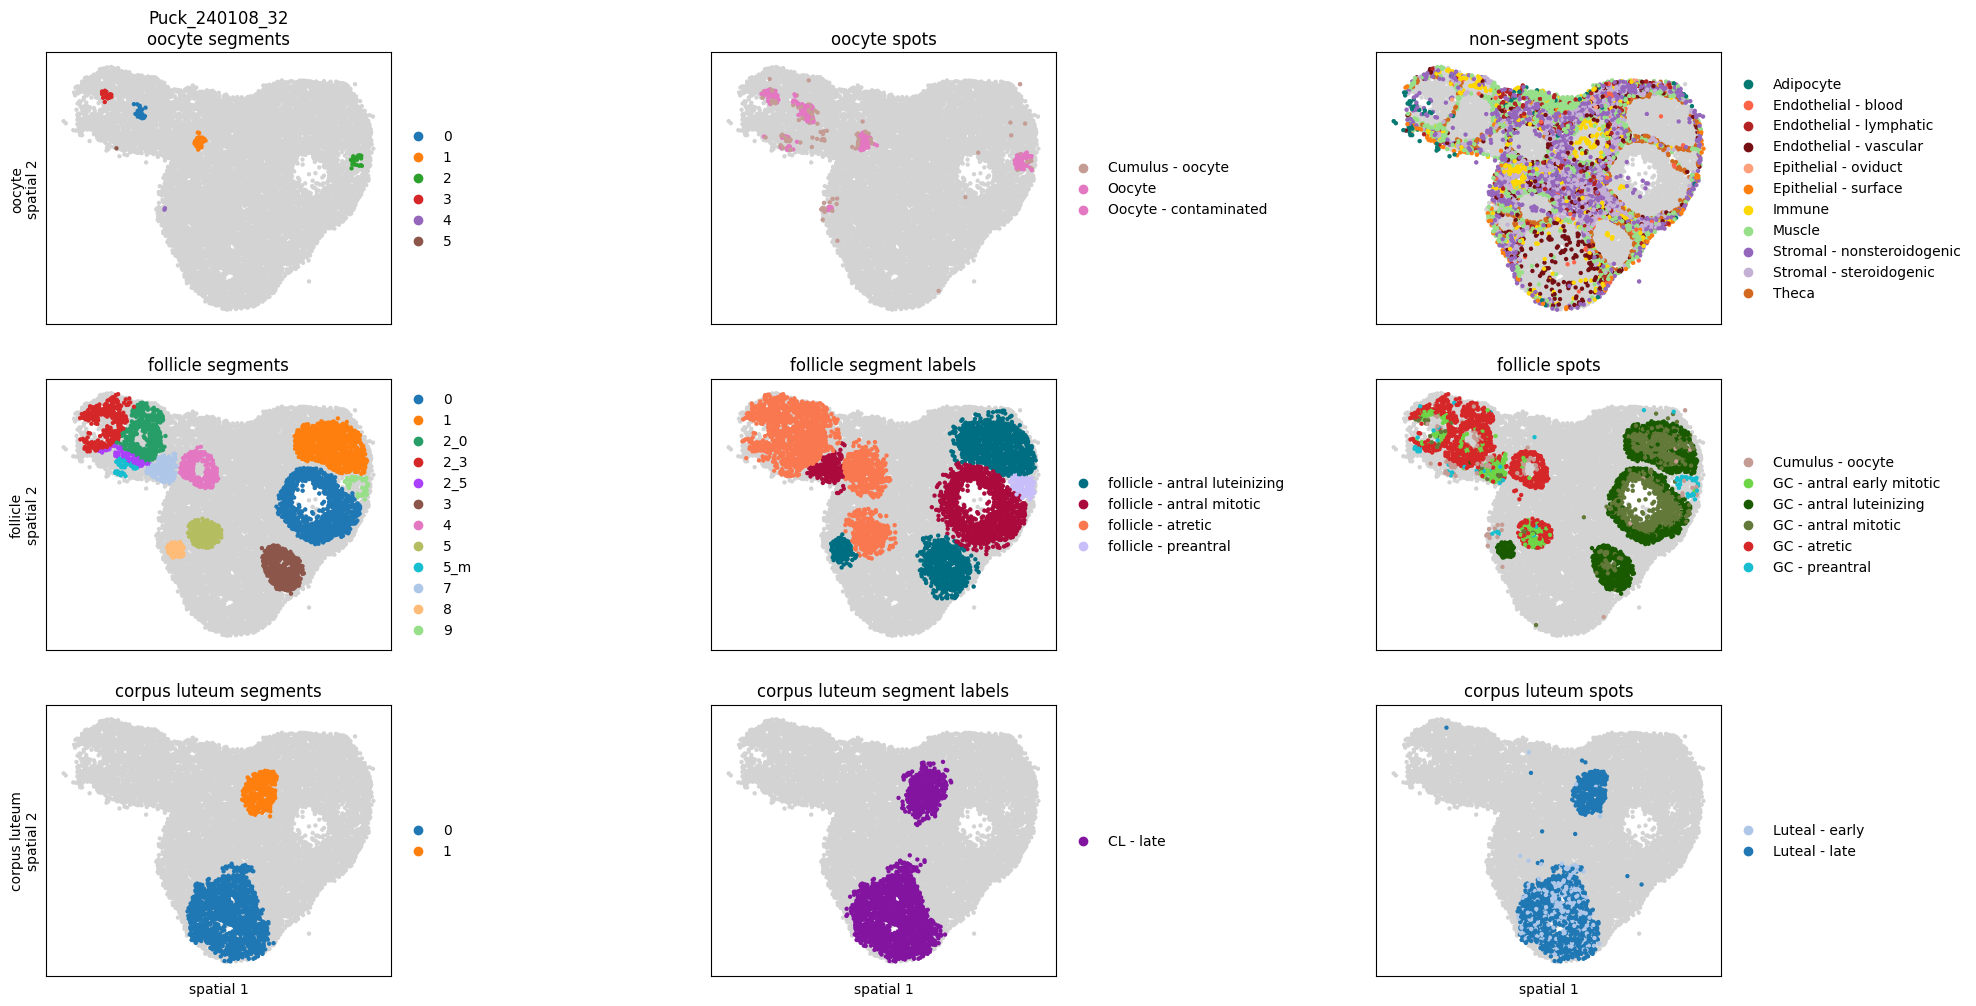 Puck_240108_32
oocyte segments
oocyte
spatial 2
0
1
2
3
4
5
oocyte spots
Cumulus - oocyte
Oocyte
Oocyte - contaminated
non-segment spots
Adipocyte
Endothelial - blood
Endothelial - lymphatic
Endothelial - vascular
Epithelial - oviduct
Epithelial - surface
Immune
Muscle
Stromal - nonsteroidogenic
Stromal - steroidogenic
Theca
follicle segments
follicle
spatial 2
0
1
2_0
2_3
2_5
3
4
5
5_m
7
8
9
follicle segment labels
follicle - antral luteinizing
follicle - antral mitotic
follicle - atretic
follicle - preantral
follicle spots
Cumulus - oocyte
GC - antral early mitotic
GC - antral luteinizing
GC - antral mitotic
GC - atretic
GC - preantral
corpus luteum segments
corpus luteum
spatial 2
spatial 1
0
1
corpus luteum segment labels
spatial 1
CL - late
corpus luteum spots
spatial 1
Luteal - early
Luteal - late